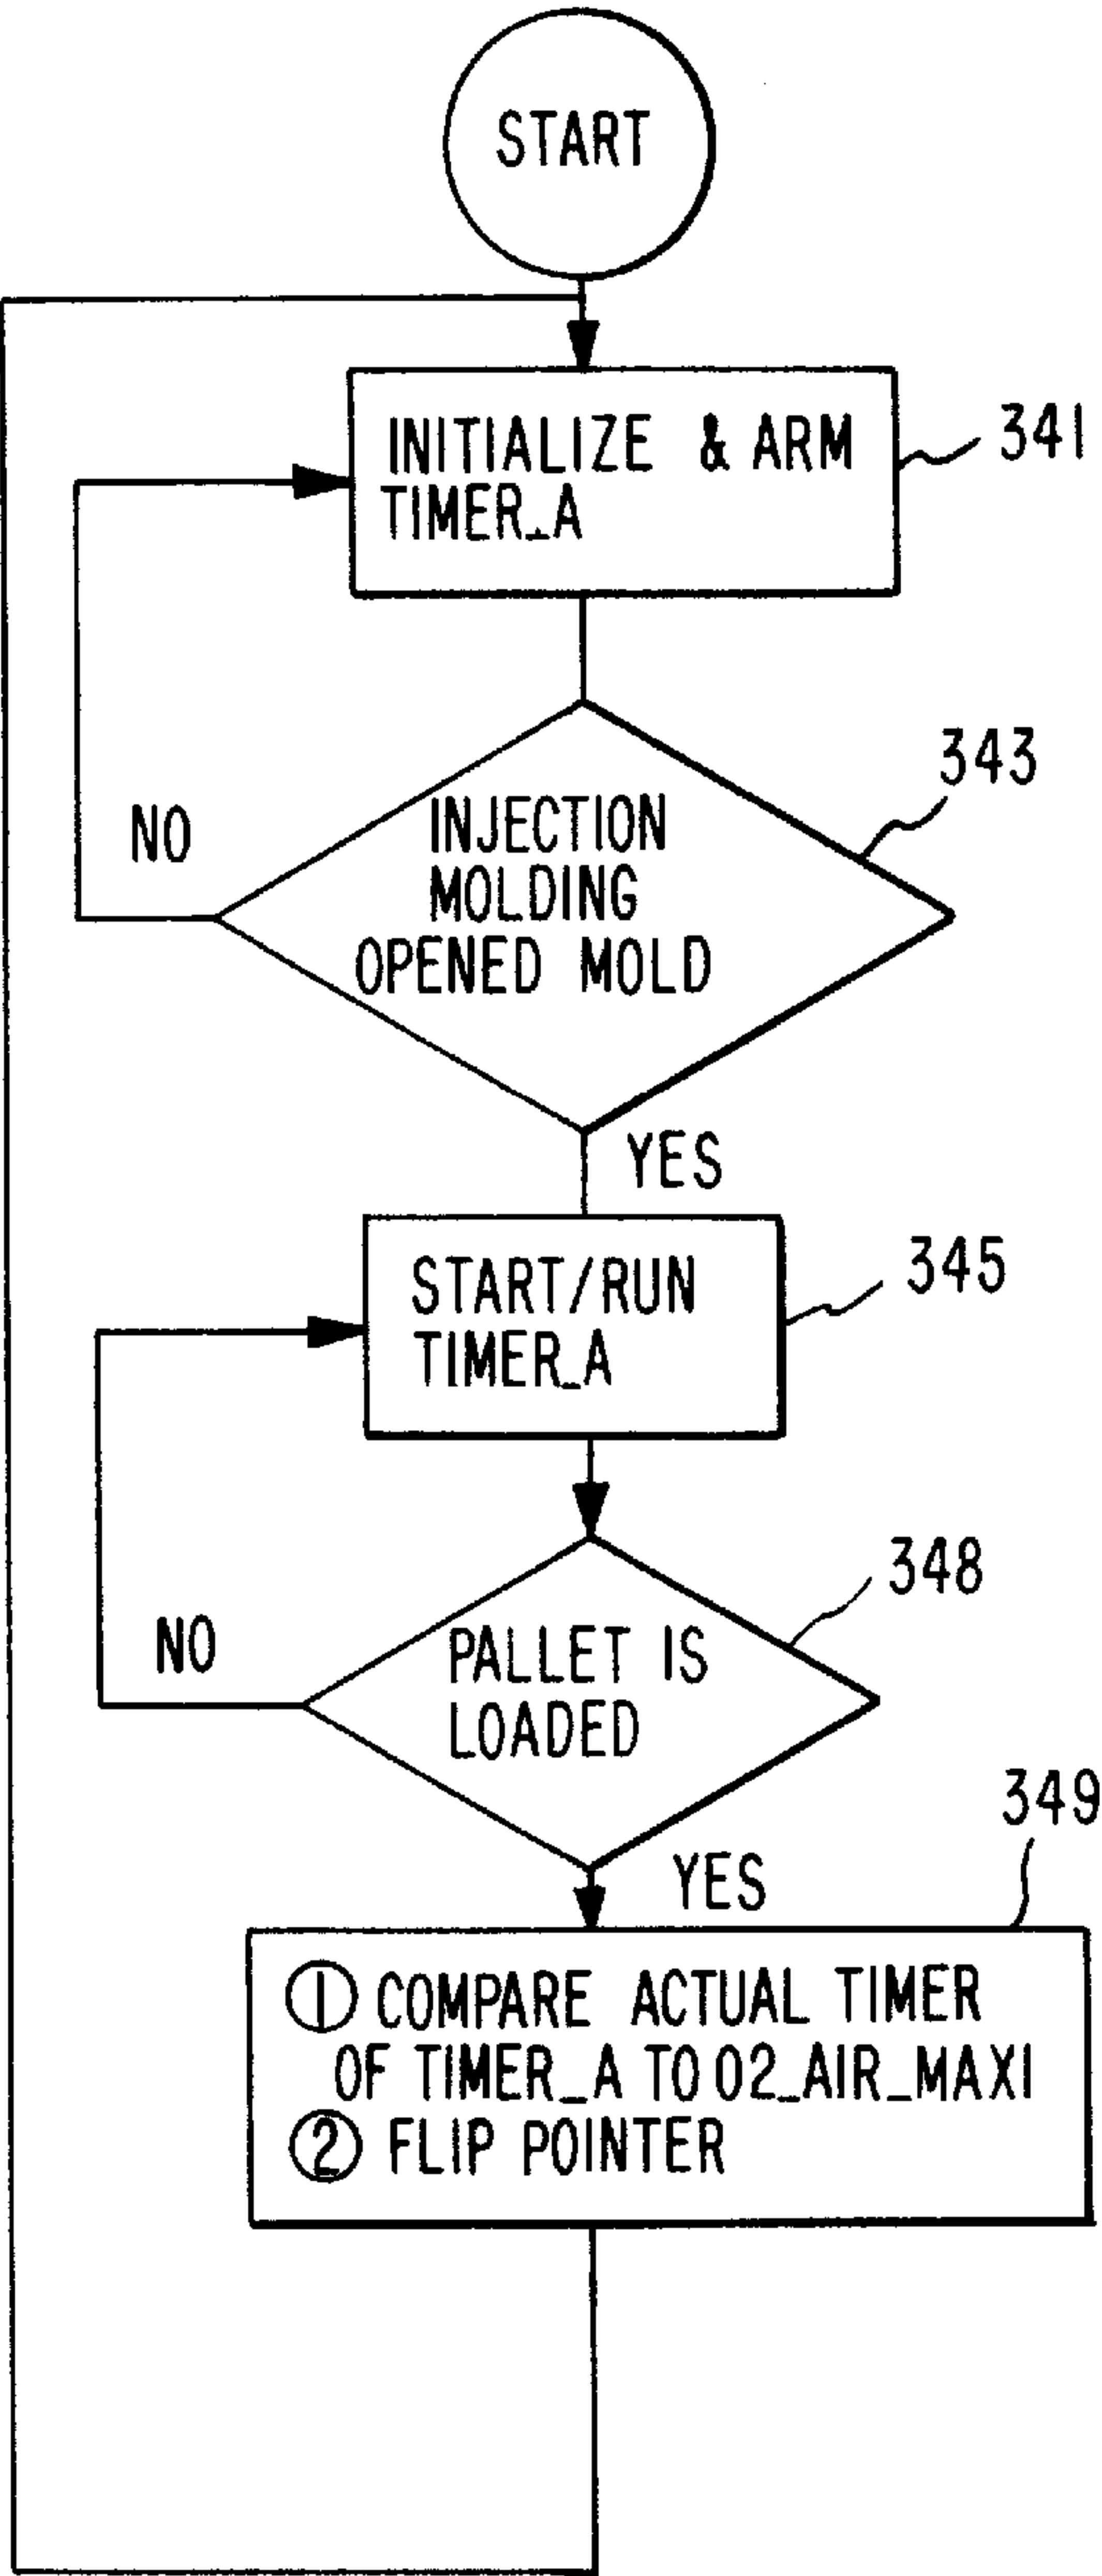 START
INITIALIZE & ARM
TIMER_A
341
343
NO
INJECTION
MOLDING
OPENED MOLD
YES
START/RUN
TIMER_A
345
348
NO
PALLET IS
LOADED
349
YES
① COMPARE ACTUAL TIMER
OF TIMER_A TO O2_AIR_MAXI
② FLIP POINTER